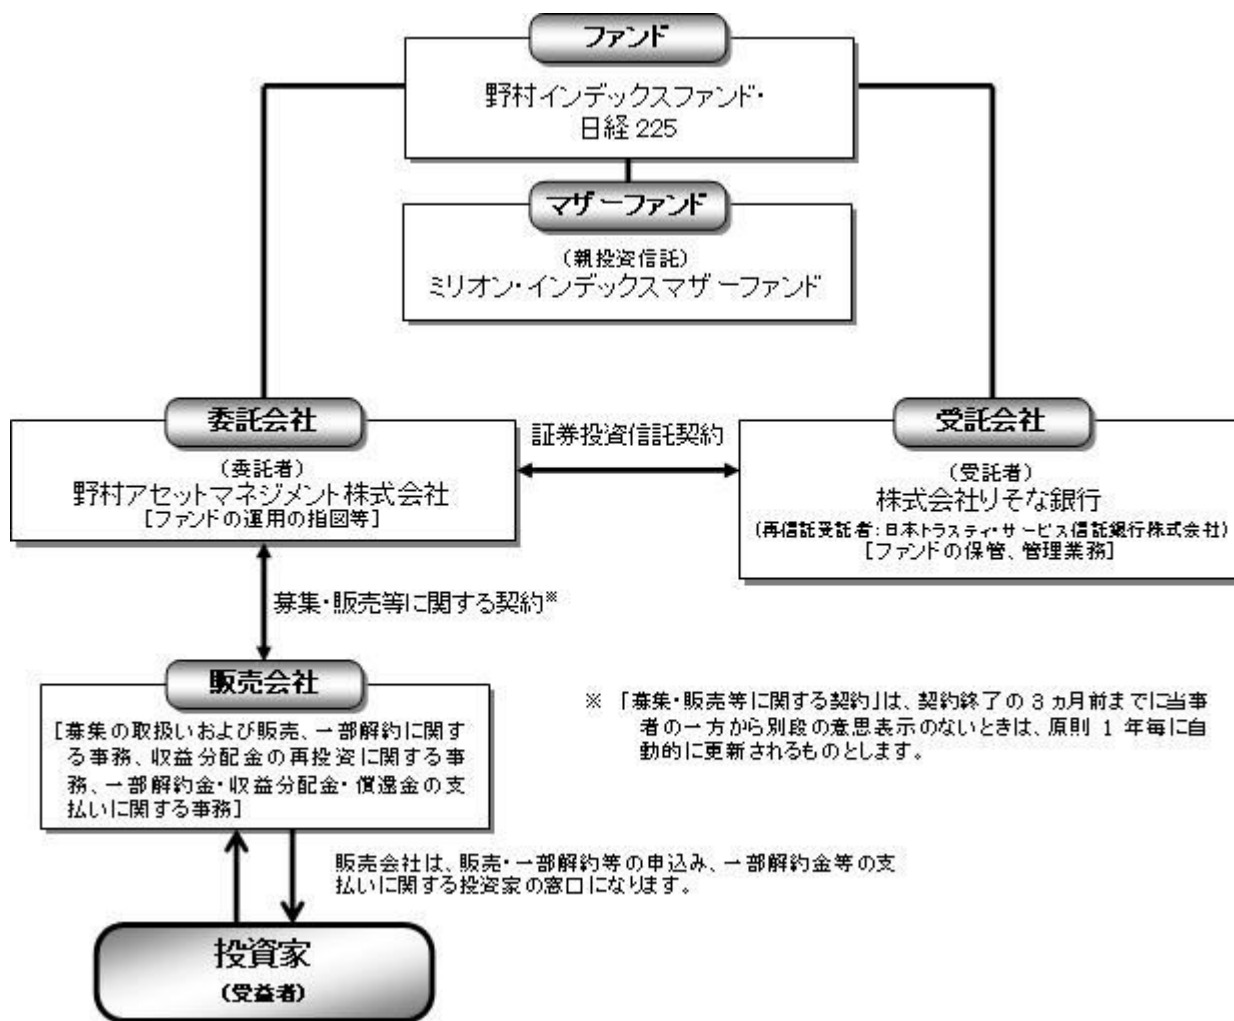 ファンド
野村インデックスファンド・
日経225
マザーファンド
(親投資信託)
ミリオン・インデックスマザーファンド
委託会社
(委託者)
野村アセットマネジメント株式会社
[ファンドの運用の指図等]
証券投資信託契約
受託会社
(受託者)
株式会社りそな銀行
(再信託受託者:日本トラスティ・サービス信託銀行株式会社)
[ファンドの保管、管理業務]
募集・販売等に関する契約※
販売会社
[募集の取扱いおよび販売、一部解約に関す
る事務、収益分配金の再投資に関する事
務、一部解約金・収益分配金・償還金の支
払いに関する事務]
※ 「募集・販売等に関する契約」は、契約終了の3ヵ月前までに当事
者の一方から別段の意思表示のないときは、原則 1 年毎に自
動的に更新されるものとします。
販売会社は、販売・一部解約等の申込み、一部解約金等の支
払いに関する投資家の窓口になります。
投資家
(受益者)